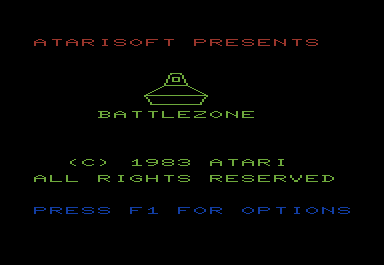 ATARISOFT PRESENTS
BATTLEZONE
(C) 1983 ATARI
ALL RIGHTS RESERVED
PRESS F1 FOR OPTIONS